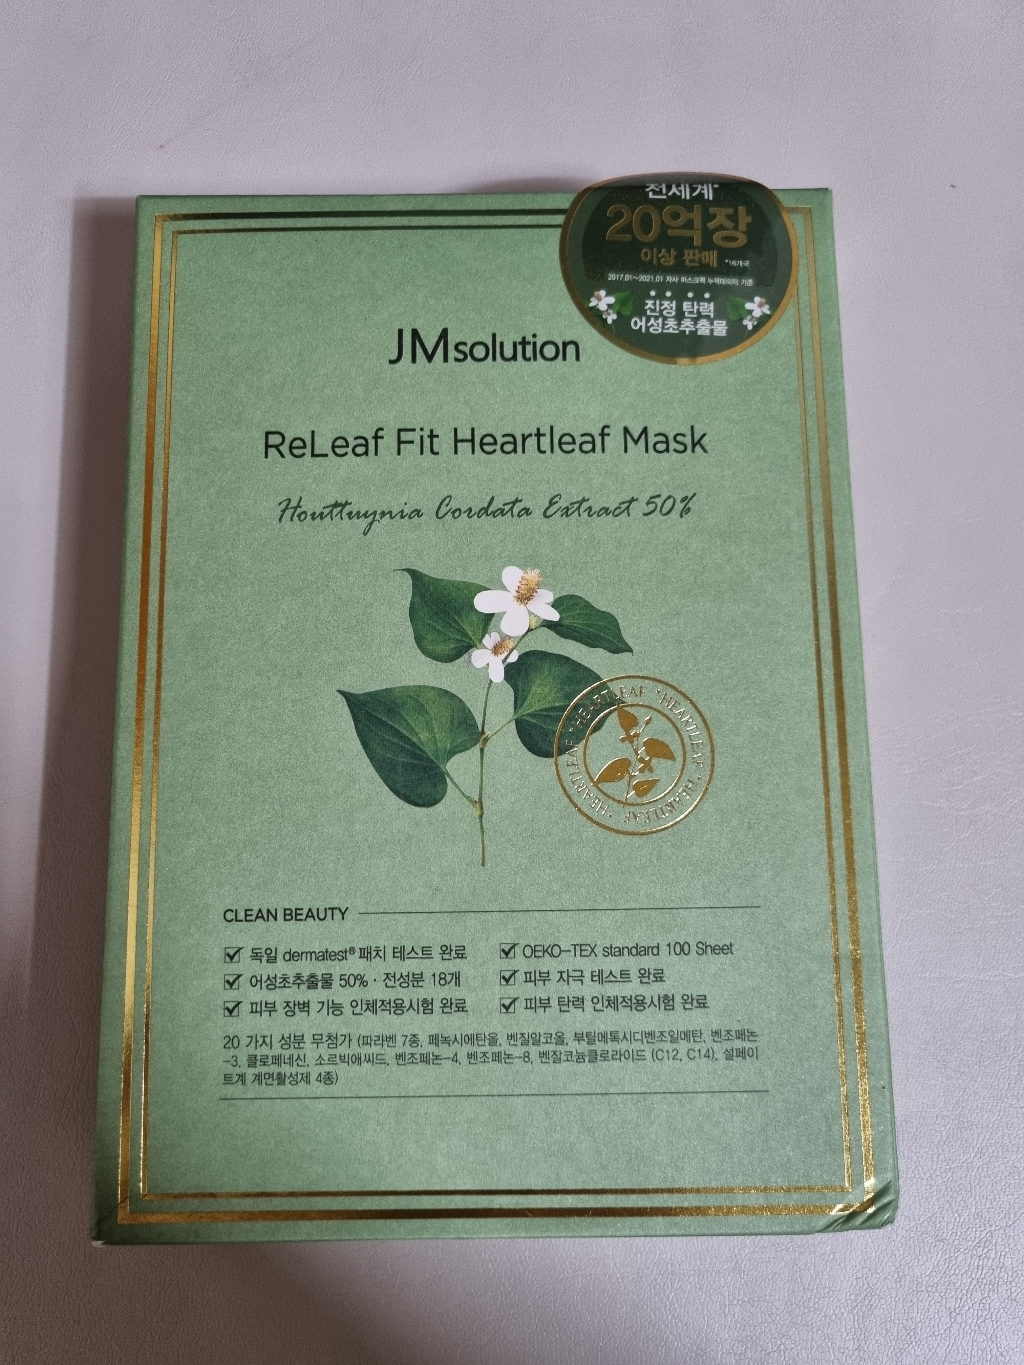 전세계*
20억장
이상 판매 *16개국
2017.01~2021.01 자사 마스크팩 누적데이터 기준
진정 탄력
어성초추출물
JMsolution
ReLeaf Fit Heartleaf Mask
Houttuynia Cordata Extract 50%
HEARTLEAF * HEARTLEAF * HEARTLEAF * HEARTLEAF *
CLEAN BEAUTY
독일 dermatest® 패치 테스트 완료
어성초추출물 50% · 전성분 18개
피부 장벽 기능 인체적용시험 완료
OEKO-TEX standard 100 Sheet
피부 자극 테스트 완료
피부 탄력 인체적용시험 완료
20 가지 성분 무첨가 (파라벤 7종, 페녹시에탄올, 벤질알코올, 부틸메톡시디벤조일메탄, 벤조페논
-3, 클로페네신, 소르빅애씨드, 벤조페논-4, 벤조페논-8, 벤잘코늄클로라이드 (C12, C14), 설페이
트계 계면활성제 4종)